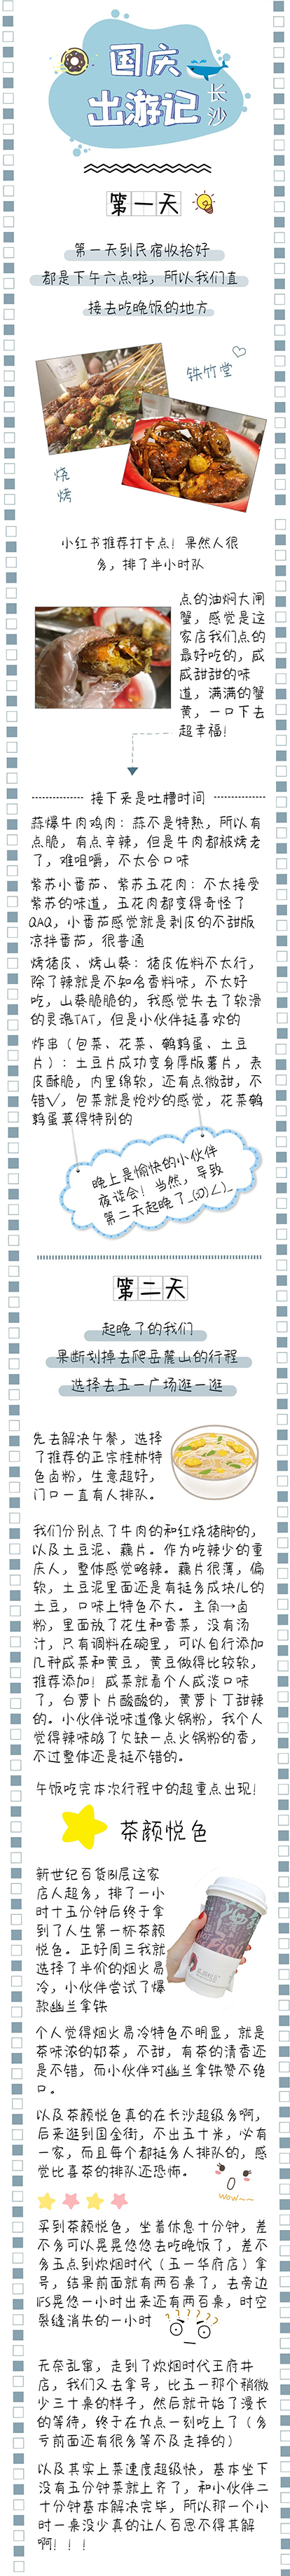 国庆
出游记
长沙
第一天
第一天到民宿收拾好
都是下午六点啦，所以我们直
接去吃晚饭的地方
铁竹堂
烧
烤
小红书推荐打卡点！果然人很
多，排了半小时队
点的油焖大闸
蟹，感觉是这
家店我们点的
最好吃的，咸
咸甜甜的味
道，满满的蟹
黄，一口下去
超幸福！
接下来是吐槽时间
蒜爆牛肉鸡肉：蒜不是特熟，所以有
点脆，有点辛辣，但是牛肉都被烤老
了，难咀嚼，不太合口味
紫苏小番茄、紫苏五花肉：不太接受
紫苏的味道，五花肉都变得奇怪了
QAQ，小番茄感觉就是剥皮的不甜版
凉拌番茄，很普通
烤猪皮、烤山葵：猪皮佐料不太行，
除了辣就是不知名香料味，不太好
吃，山葵脆脆的，我感觉失去了软滑
的灵魂TAT，但是小伙伴挺喜欢的
炸串（包菜、花菜、鹌鹑蛋、土豆
片）：土豆片成功变身厚版薯片，表
皮酥脆，内里绵软，还有点微甜，不
错√，包菜就是炝炒的感觉，花菜鹌
鹑蛋莫得特别的
晚上是愉快的小伙伴
夜谈会！当然，导致
第二天起晚了_(:з)∠)_
第二天
起晚了的我们
果断划掉去爬岳麓山的行程
选择去五一广场逛一逛
先去解决午餐，选择
了推荐的正宗桂林特
色卤粉，生意超好，
门口一直有人排队。
我们分别点了牛肉的和红烧猪脚的，
以及土豆泥、藕片。作为吃辣少的重
庆人，整体感觉略辣。藕片很薄，偏
软，土豆泥里面还是有挺多成块儿的
土豆，口味上特色不大。主角→卤
粉，里面放了花生和香菜，没有汤
汁，只有调料在碗里，可以自行添加
几种咸菜和黄豆，黄豆做得比较软，
推荐添加！咸菜就看个人咸淡口味
了，白萝卜片酸酸的，黄萝卜丁甜辣
的。小伙伴说味道像火锅粉，我个人
觉得辣味够了欠缺一点火锅粉的香，
不过整体还是挺不错的。
午饭吃完本次行程中的超重点出现！
茶颜悦色
新世纪百货B1层这家
店人超多，排了一小
时十五分钟后终于拿
到了人生第一杯茶颜
悦色。正好周三我就
选择了半价的烟火易
冷，小伙伴尝试了爆
款幽兰拿铁
个人觉得烟火易冷特色不明显，就是
茶味浓的奶茶，不甜，有茶的清香还
是不错，而小伙伴对幽兰拿铁赞不绝
口。
以及茶颜悦色真的在长沙超级多啊，
后来逛到国金街，不出五十米，必有
一家，而且每个都挺多人排队的，感
觉比喜茶的排队还恐怖。
wow~~
买到茶颜悦色，坐着休息十分钟，差
不多可以晃晃悠悠去吃晚饭了，差不
多五点到炊烟时代（五一华府店）拿
号，结果前面就有两百桌了，去旁边
IFS晃悠一小时出来还有两百桌，时空
裂缝消失的一小时
无奈乱窜，走到了炊烟时代王府井
店，我们又去拿号，比五一那个稍微
少三十桌的样子，然后就开始了漫长
的等待，终于在九点一刻吃上了（多
亏前面还有很多等不及走掉的）
以及其实上菜速度超级快，基本坐下
没有五分钟菜就上齐了，和小伙伴二
十分钟基本解决完毕，所以那一个小
时一桌没少真的让人百思不得其解
啊！！！